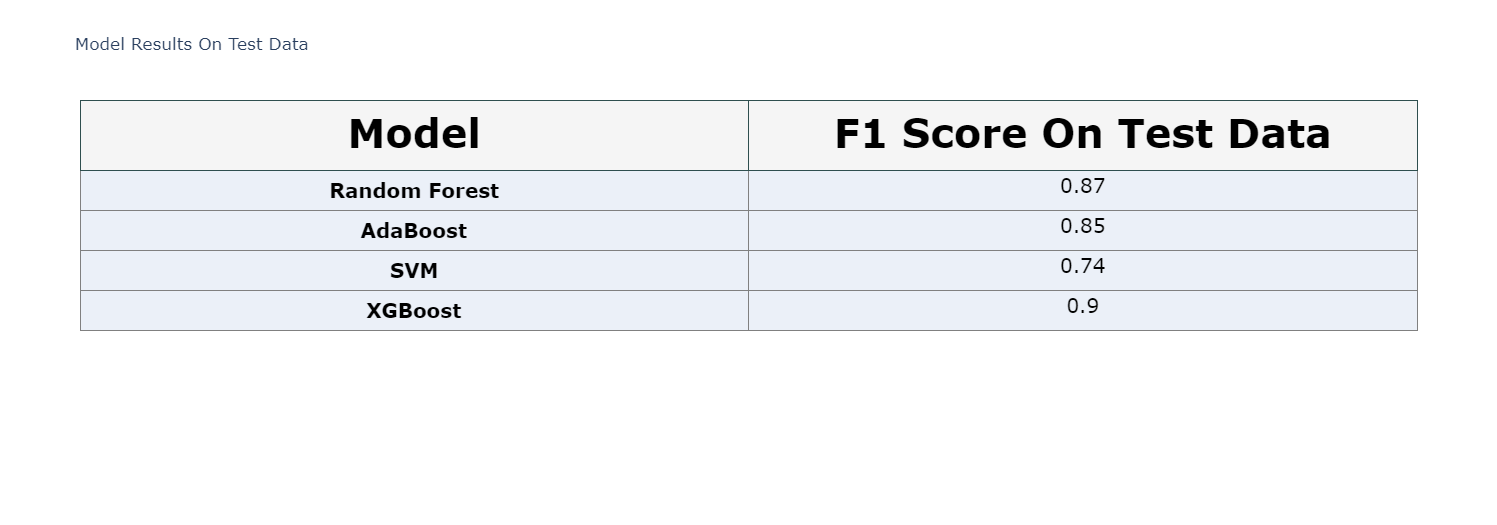 Model Results On Test Data
Model F1 Score On Test Data
Random Forest 0.87
AdaBoost 0.85
SVM 0.74
XGBoost 0.9